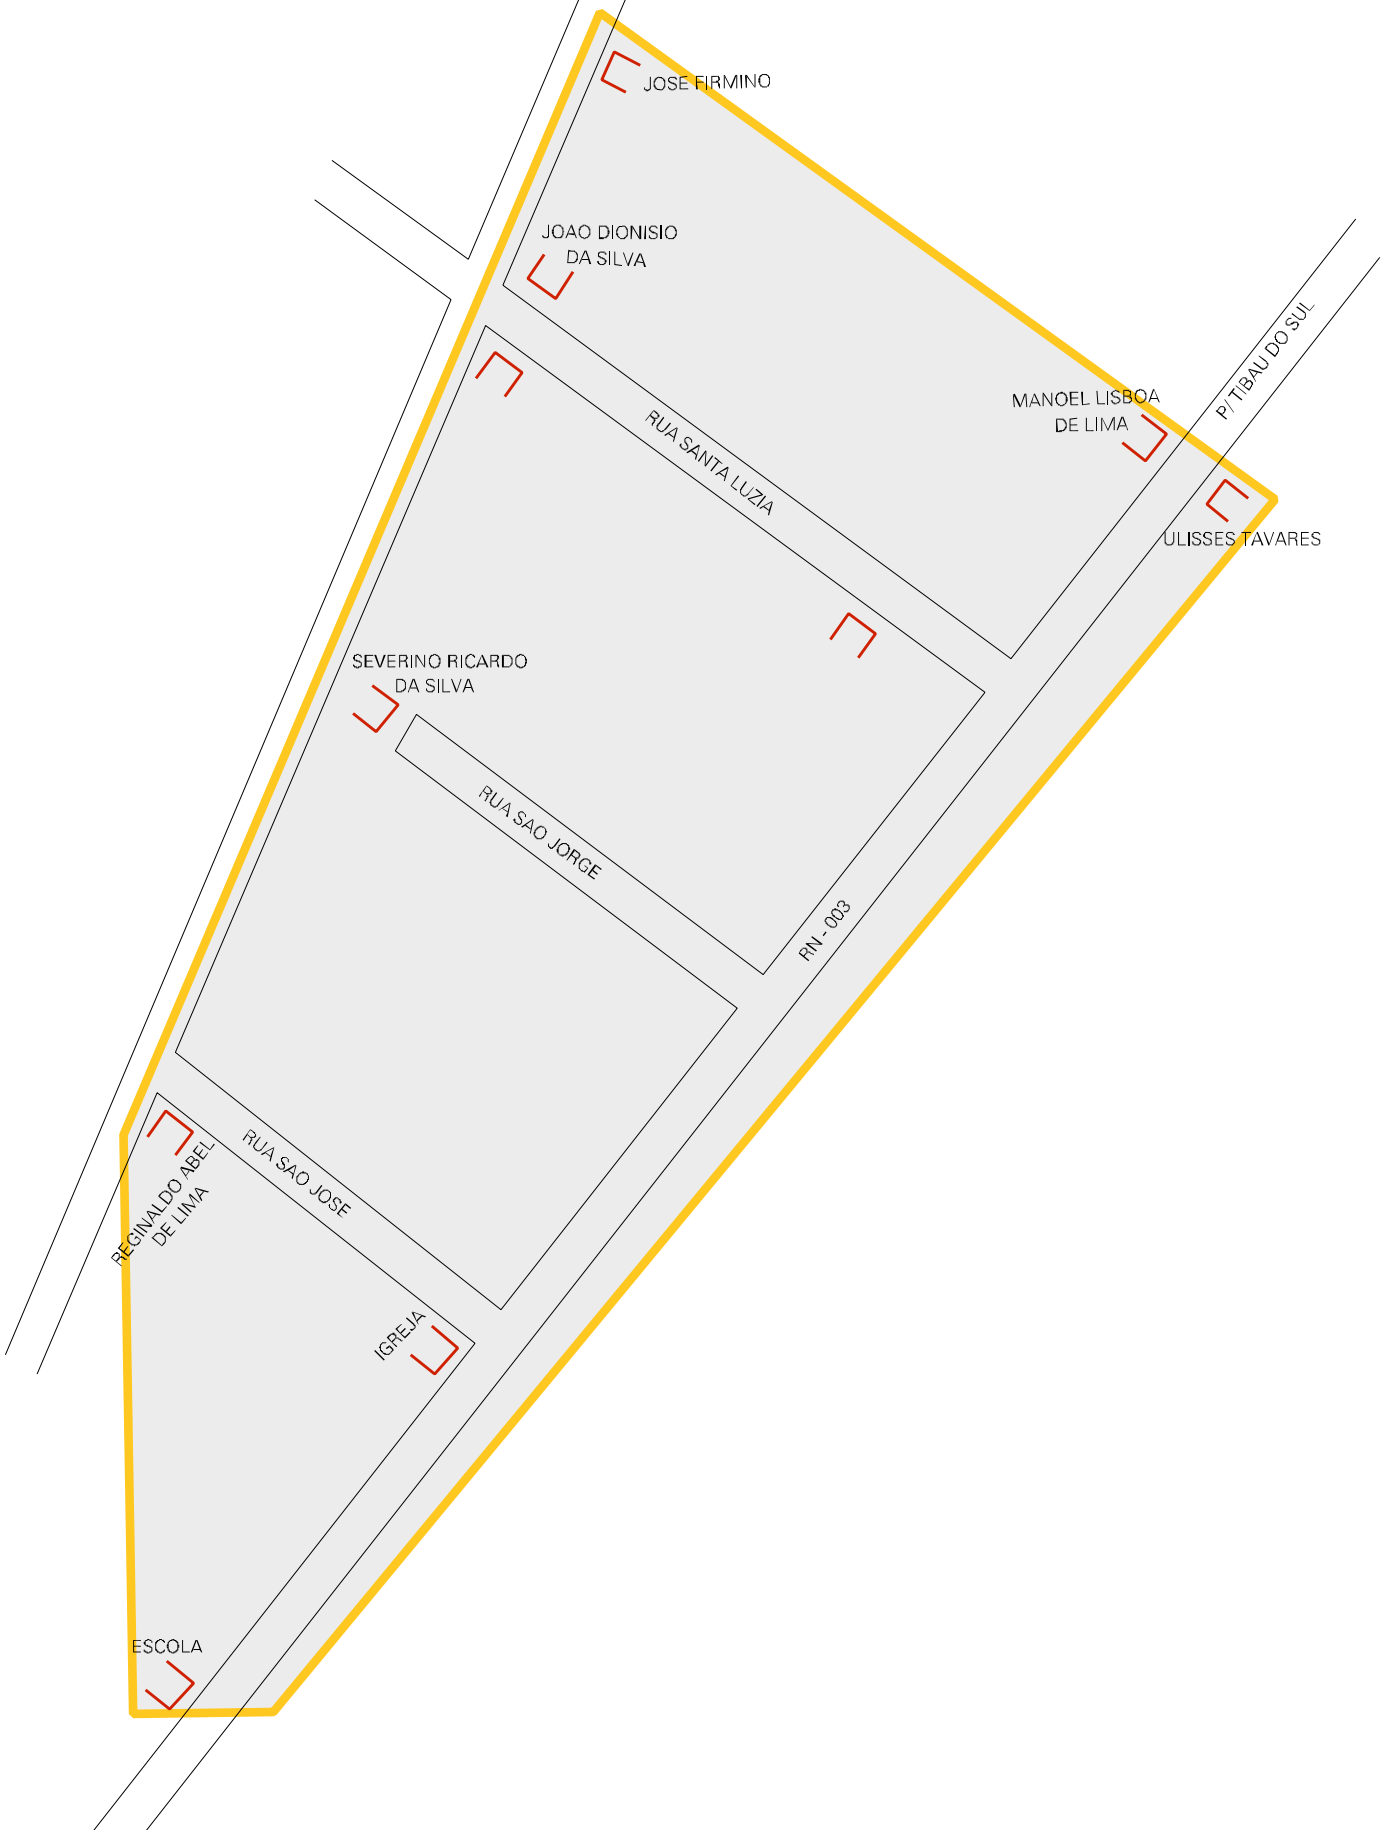 JOSE FIRMINO
JOAO DIONISIO
DA SILVA
P/ TIBAU DO SUL
MANOEL LISBOA
DE LIMA
RUA SANTA LUZIA
ULISSES TAVARES
SEVERINO RICARDO
DA SILVA
RUA SAO JORGE
RN - 003
RUA SAO JOSE
REGINALDO ABEL
DE LIMA
IGREJA
ESCOLA